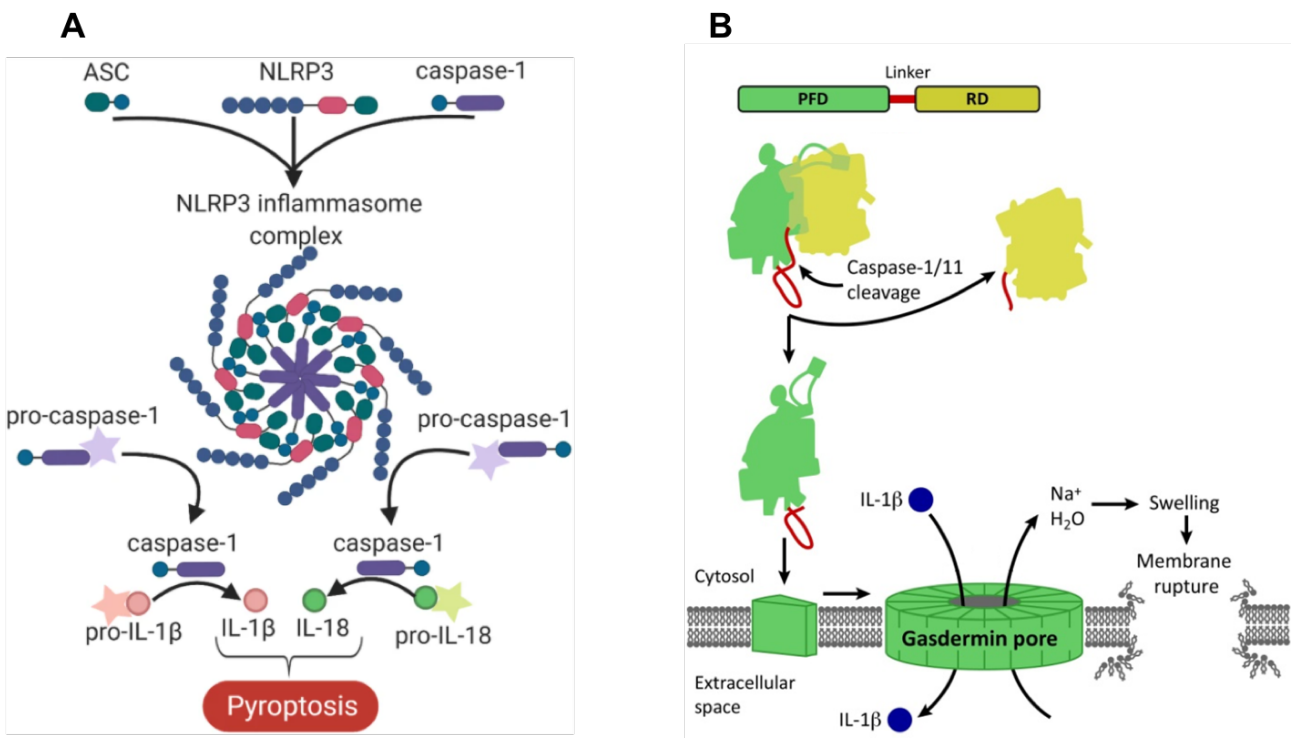 A
ASC
NLRP3
caspase-1
NLRP3 inflammasome
complex
pro-caspase-1
pro-caspase-1
caspase-1
caspase-1
pro-IL-1β
IL-1β
IL-18
pro-IL-18
Pyroptosis
B
Linker
PFD
RD
Caspase-1/11
cleavage
IL-1β
Na⁺
H₂O
Swelling
Membrane
rupture
Cytosol
Gasdermin pore
Extracellular
space
IL-1β